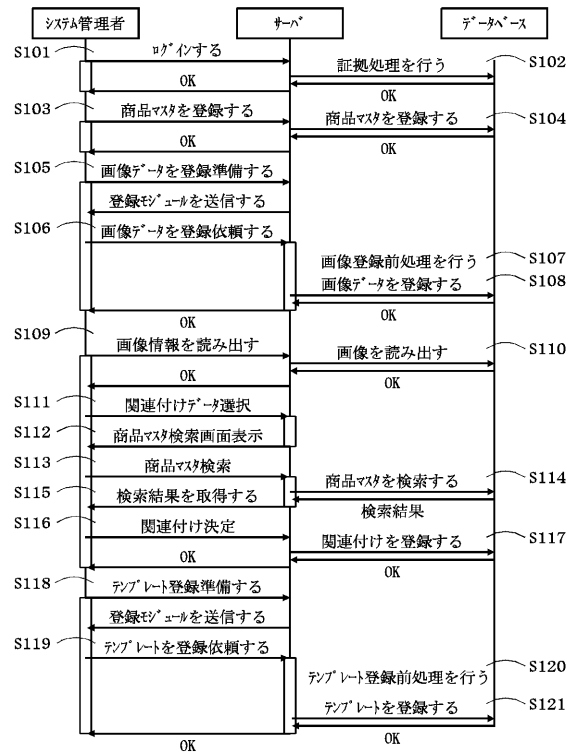 システム管理者 サーバ データベース
S101 ログインする
証拠処理を行う S102
OK
OK
S103 商品マスタを登録する
商品マスタを登録する S104
OK
OK
S105 画像データを登録準備する
登録モジュールを送信する
S106 画像データを登録依頼する
画像登録前処理を行う S107
画像データを登録する S108
OK
OK
S109 画像情報を読み出す
画像を読み出す S110
OK
OK
S111 関連付けデータ選択
S112 商品マスタ検索画面表示
S113 商品マスタ検索
商品マスタを検索する S114
S115 検索結果を取得する
検索結果
S116 関連付け決定
関連付けを登録する S117
OK
OK
S118 テンプレート登録準備する
登録モジュールを送信する
S119 テンプレートを登録依頼する
テンプレート登録前処理を行う S120
テンプレートを登録する S121
OK
OK